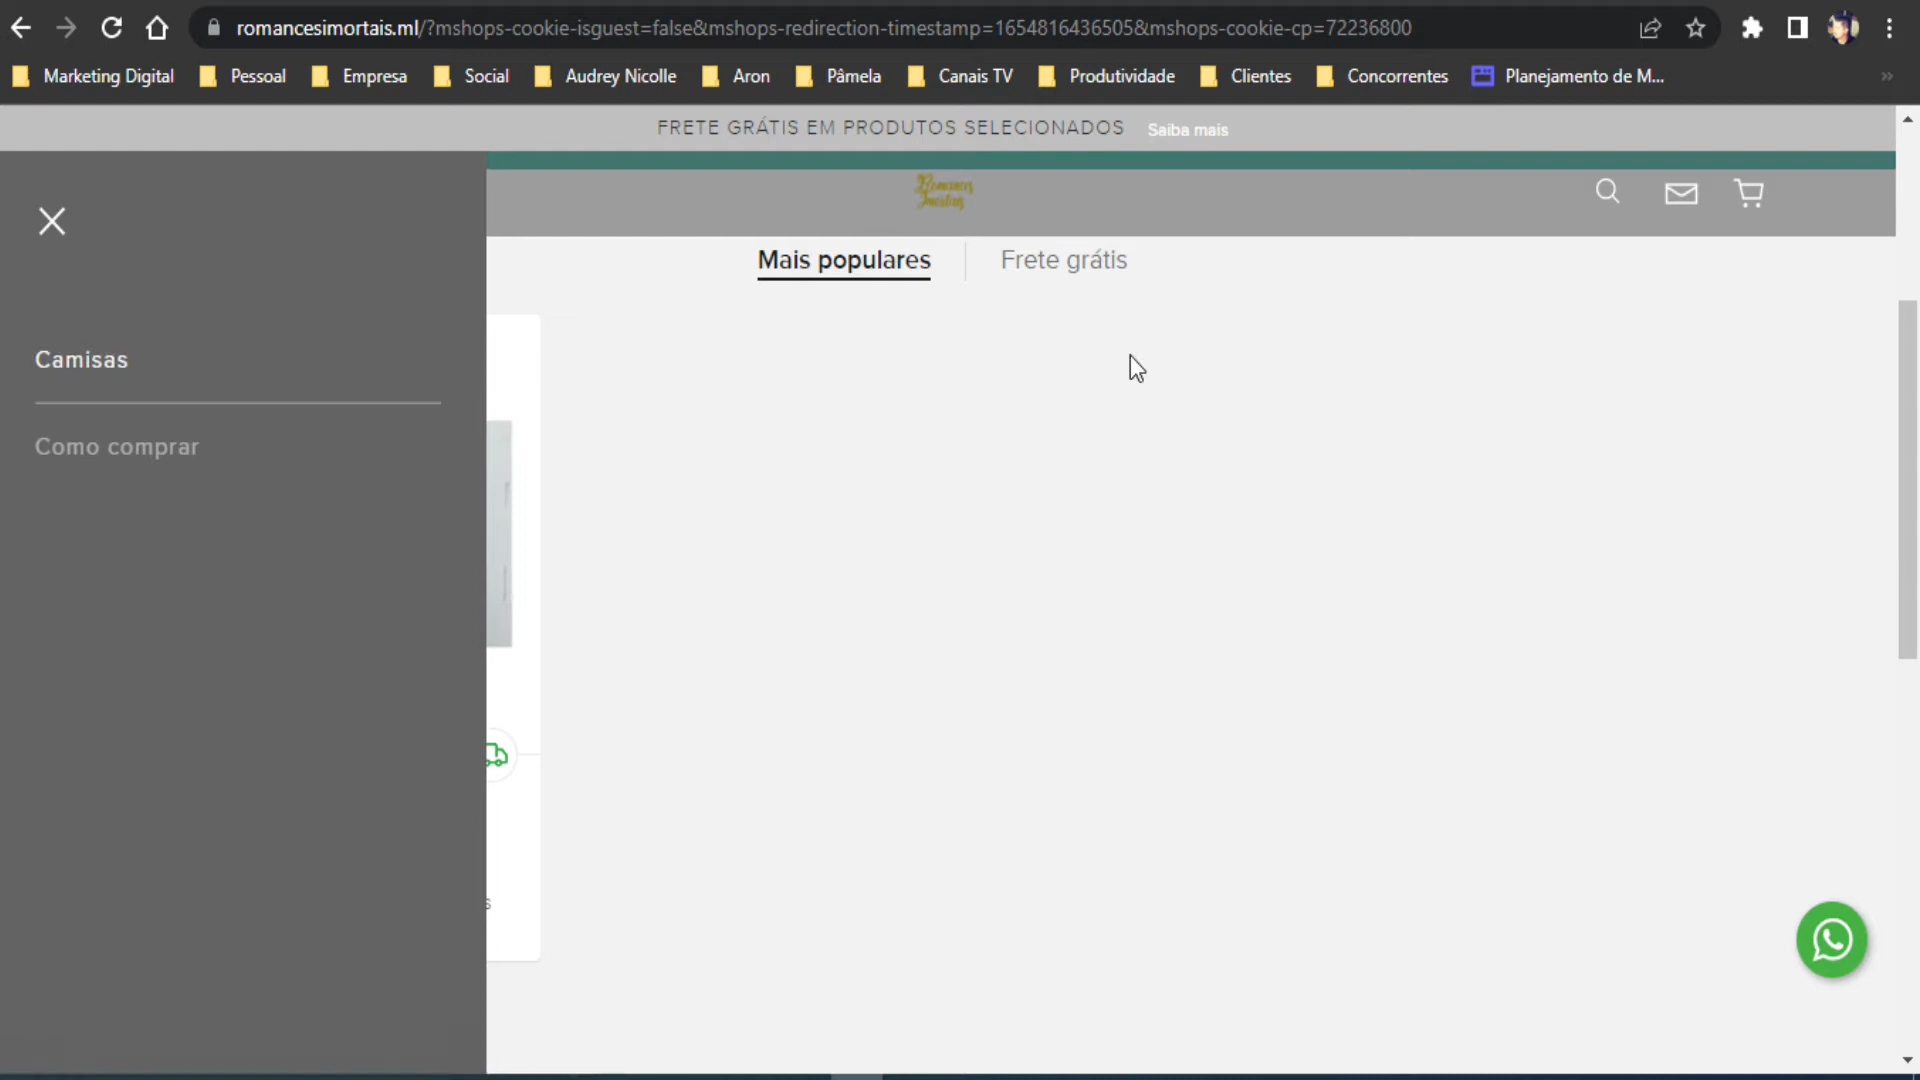 romancesimortais.ml/?mshops-cookie-isguest=false&mshops-redirection-timestamp=1654816436505&mshops-cookie-cp=72236800
Marketing Digital Pessoal Empresa Social Audrey Nicolle Aron Pâmela Canais TV Produtividade Clientes Concorrentes Planejamento de M...
FRETE GRÁTIS EM PRODUTOS SELECIONADOS Saiba mais
Romances
Imortais
Mais populares Frete grátis
Camisas
Como comprar
s